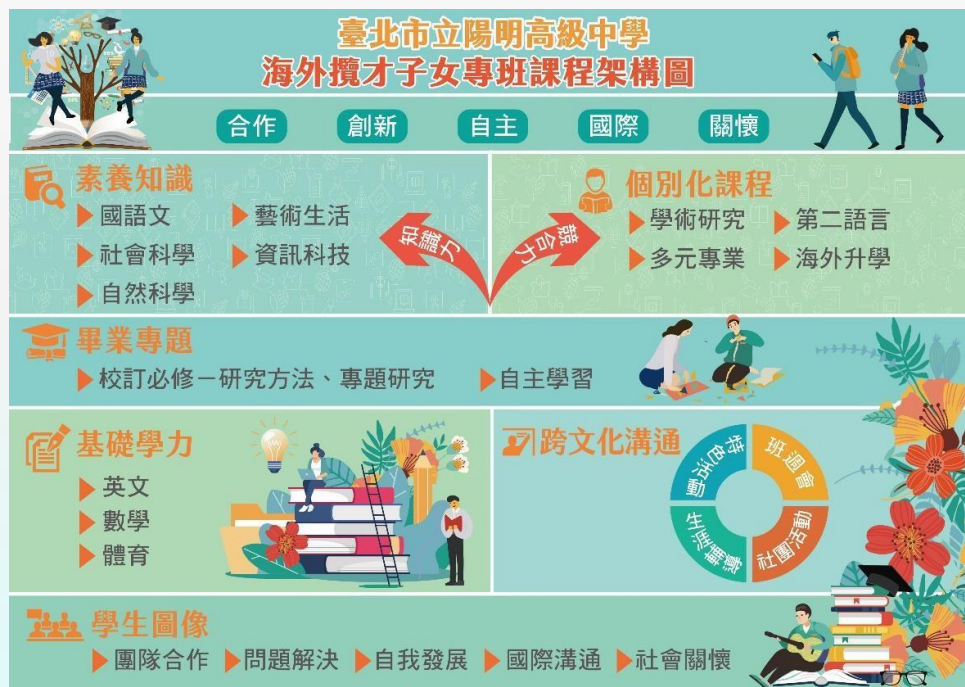 臺北市立陽明高級中學
海外攬才子女專班課程架構圖
合作 創新 自主 國際 關懷
素養知識
▶國語文 ▶藝術生活
▶社會科學 ▶資訊科技
▶自然科學
知識力
競合力
個別化課程
▶學術研究 ▶第二語言
▶多元專業 ▶海外升學
畢業專題
▶校訂必修－研究方法、專題研究 ▶自主學習
基礎學力
▶英文
▶數學
▶體育
跨文化溝通
特色活動
班週會
生涯輔導
社團活動
學生圖像
▶團隊合作 ▶問題解決 ▶自我發展 ▶國際溝通 ▶社會關懷